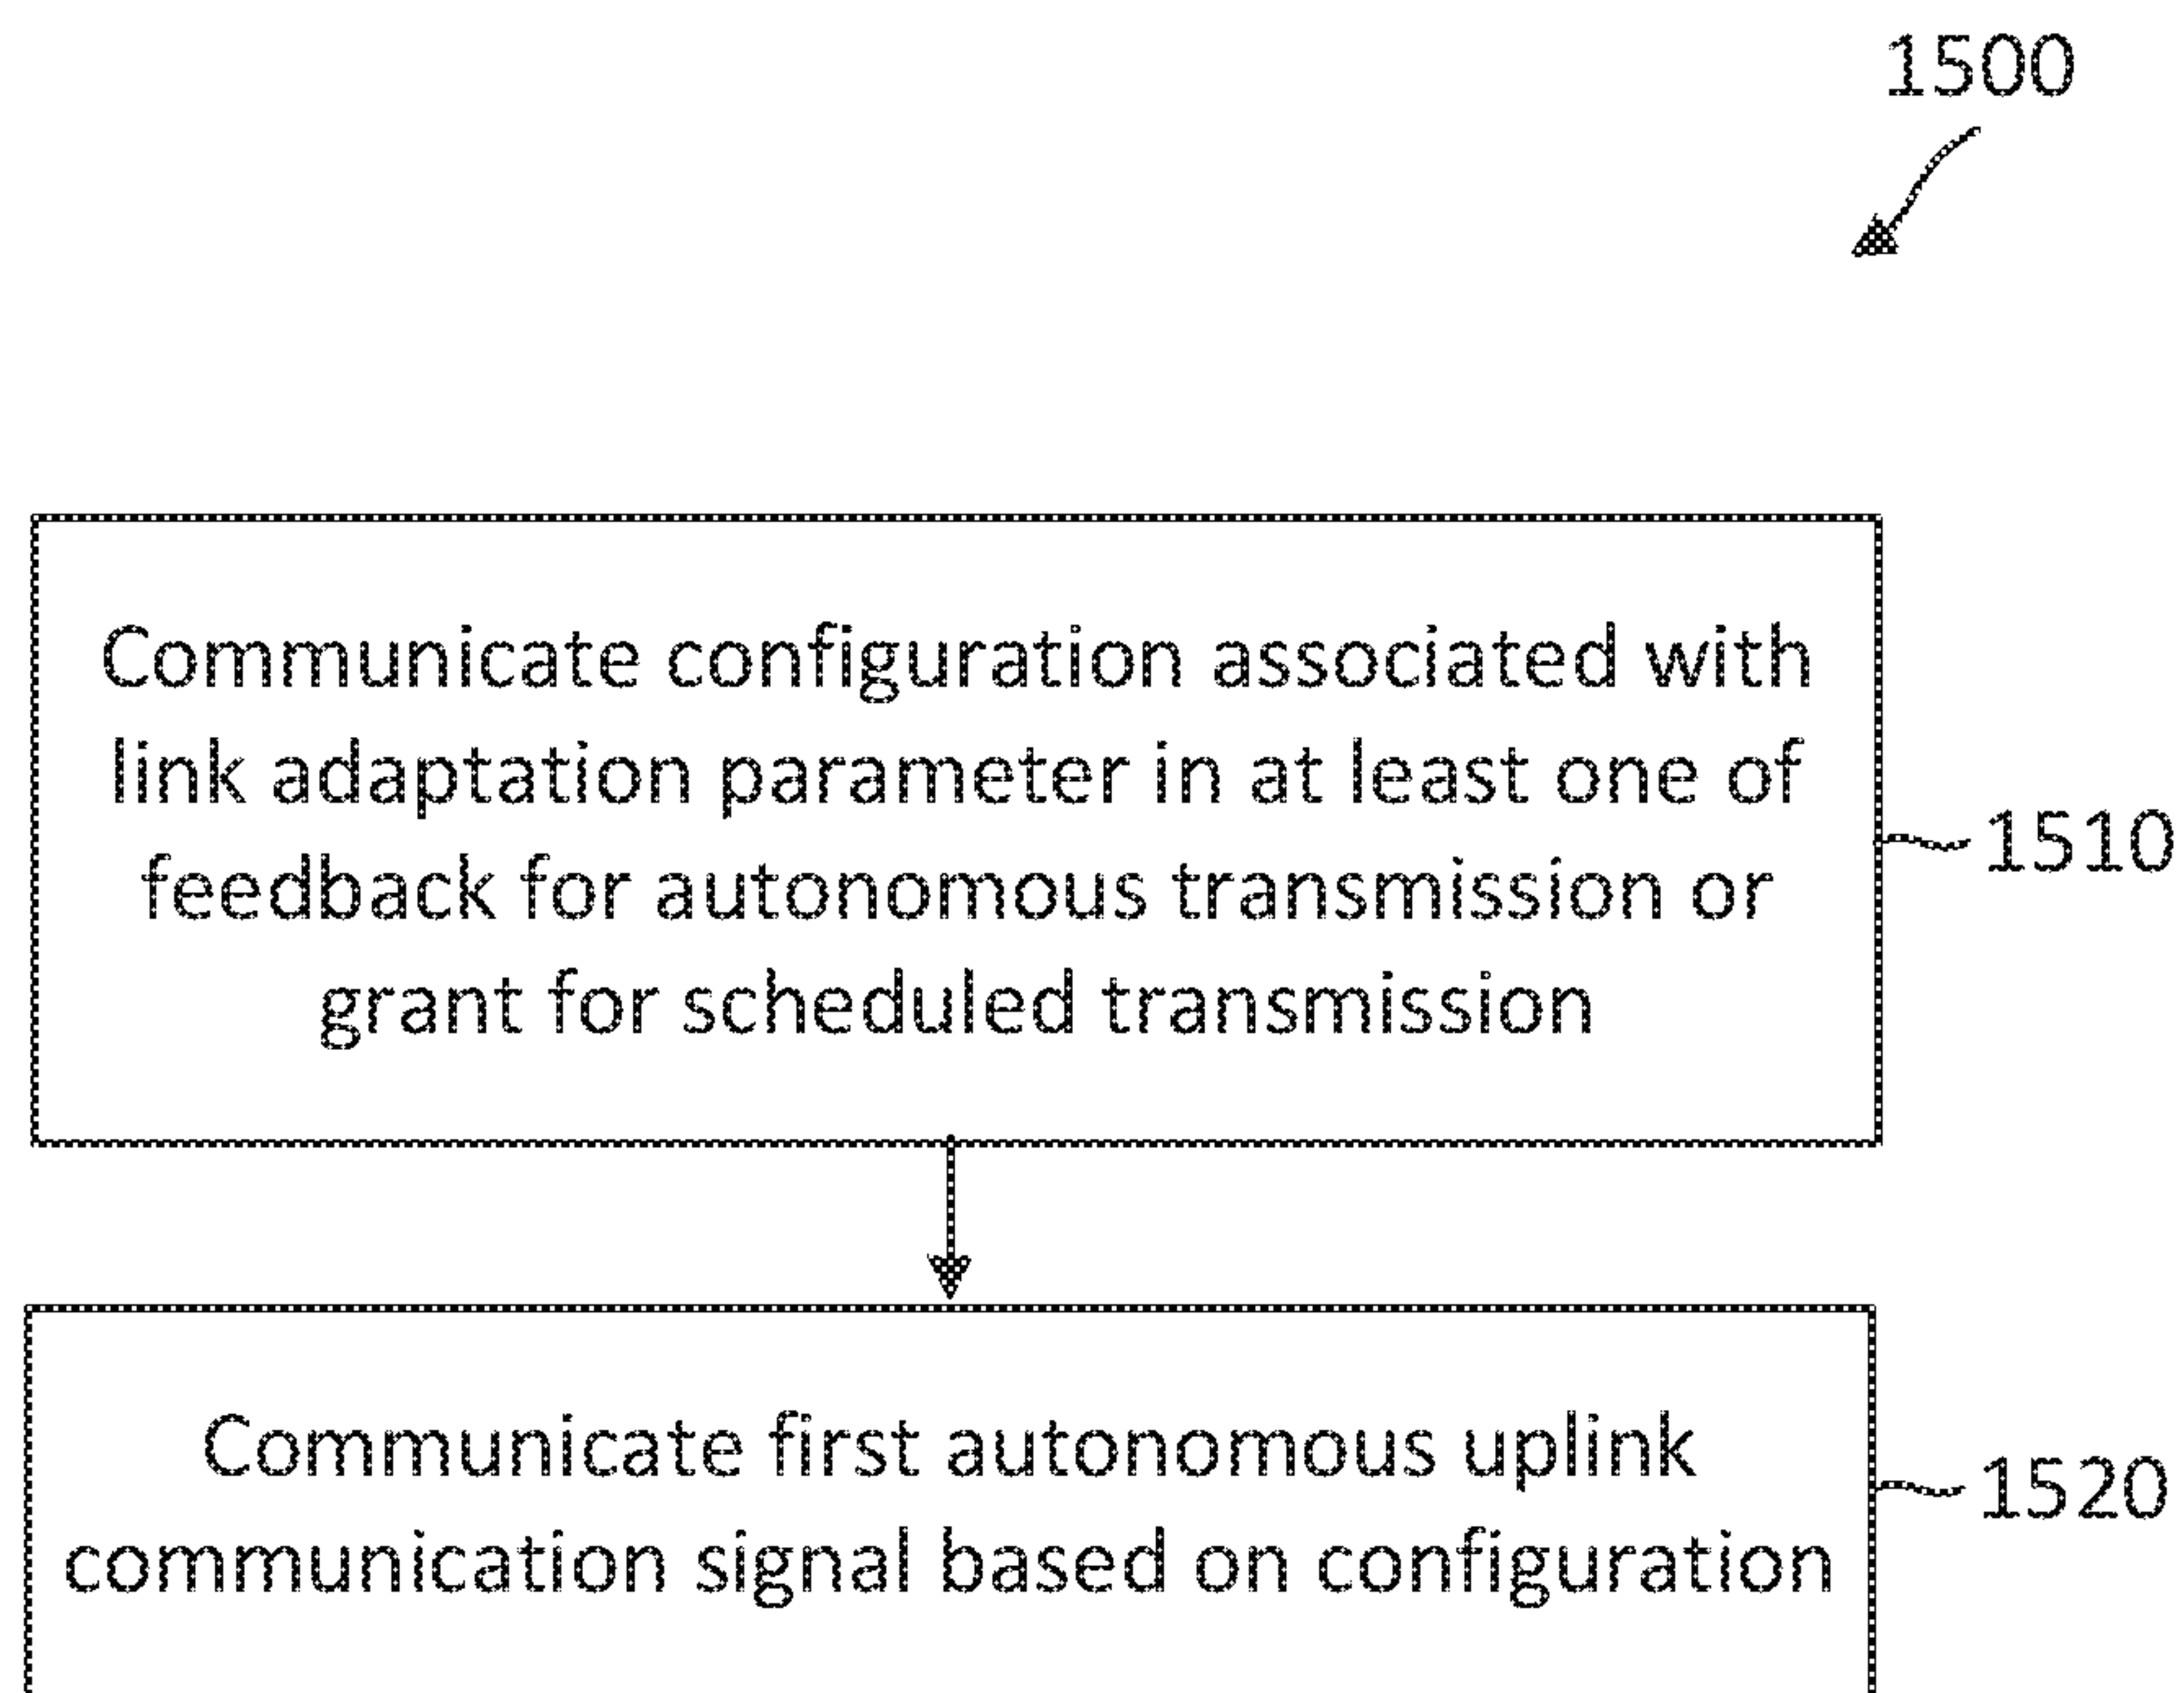 1500
Communicate configuration associated with
link adaptation parameter in at least one of
feedback for autonomous transmission or
grant for scheduled transmission
1510
Communicate first autonomous uplink
communication signal based on configuration
1520